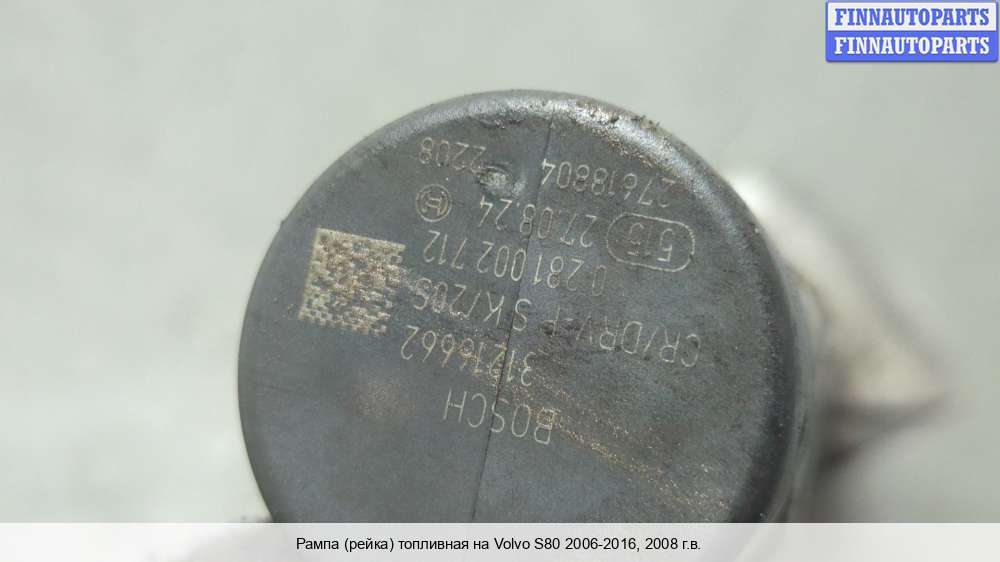 FINNAUTOPARTS
FINNAUTOPARTS
BOSCH
31216662
CR/DRV-P SK/20S
0 281 002 712
515 27.08.24
27618804
2208
Рампа (рейка) топливная на Volvo S80 2006-2016, 2008 г.в.